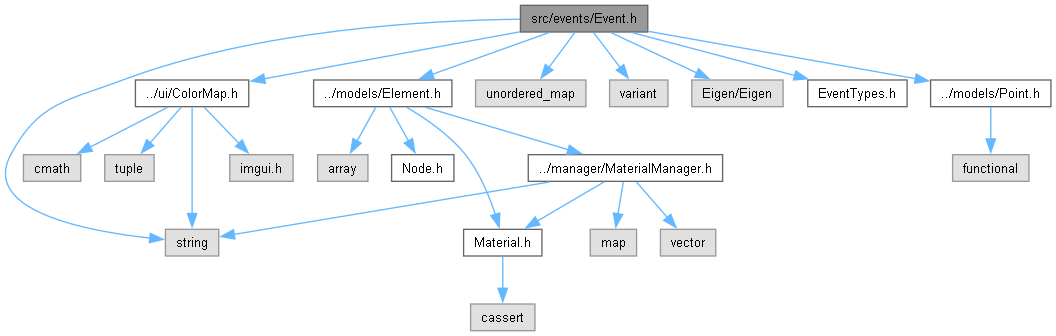 src/events/Event.h
../ui/ColorMap.h
../models/Element.h
unordered_map
variant
Eigen/Eigen
EventTypes.h
../models/Point.h
cmath
tuple
imgui.h
array
Node.h
../manager/MaterialManager.h
functional
string
Material.h
map
vector
cassert